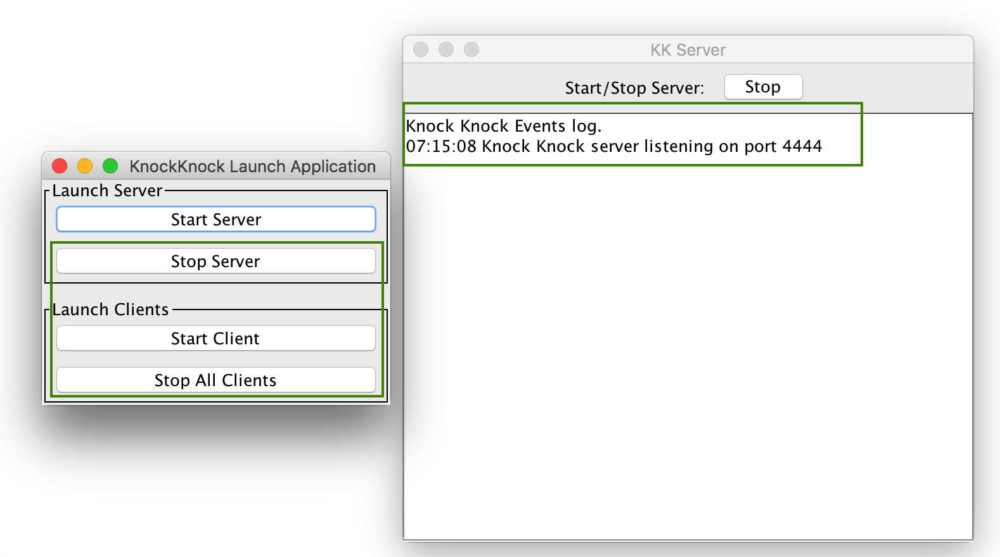 KnockKnock Launch Application
Launch Server
Start Server
Stop Server
Launch Clients
Start Client
Stop All Clients
KK Server
Start/Stop Server: Stop
Knock Knock Events log.
07:15:08 Knock Knock server listening on port 4444